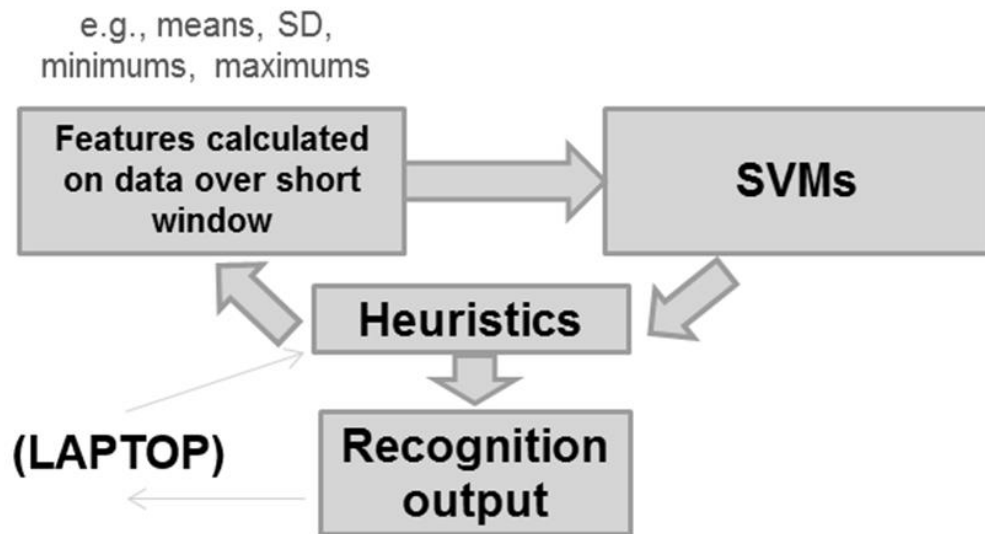 e.g., means, SD,
minimums, maximums
Features calculated
on data over short
window
SVMs
Heuristics
(LAPTOP)
Recognition
output